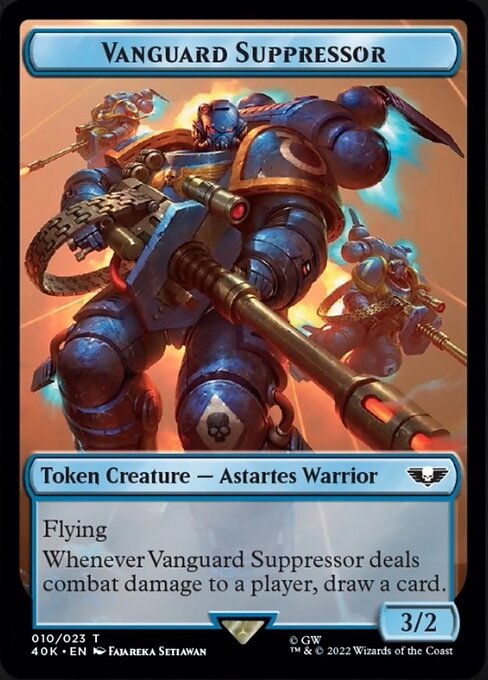 Vanguard Suppressor
Token Creature — Astartes Warrior
Flying
Whenever Vanguard Suppressor deals
combat damage to a player, draw a card.
3/2
010/023 T
40K • EN Fajareka Setiawan
© GW
™ & © 2022 Wizards of the Coast